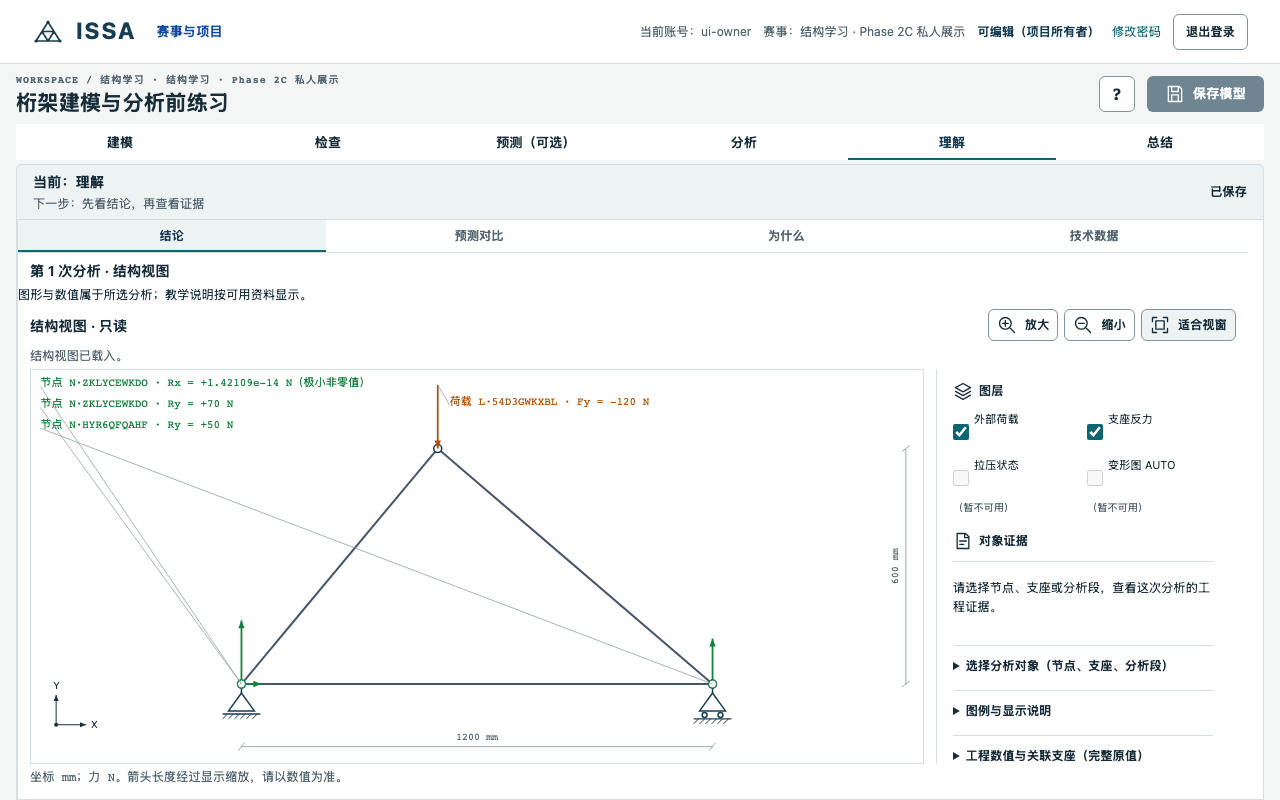 ISSA
赛事与项目
当前账号： ui-owner 赛事： 结构学习 · Phase 2C 私人展示 可编辑（项目所有者） 修改密码 退出登录
WORKSPACE / 结构学习 · 结构学习 · Phase 2C 私人展示
桁架建模与分析前练习
? 保存模型
建模 检查 预测（可选） 分析 理解 总结
当前：理解
下一步：先看结论，再查看证据
已保存
结论 预测对比 为什么 技术数据
第 1 次分析 · 结构视图
图形与数值属于所选分析；教学说明按可用资料显示。
结构视图 · 只读
放大 缩小 适合视窗
结构视图已载入。
节点 N·ZKLYCEWKDO · Rx = +1.42109e-14 N（极小非零值）
节点 N·ZKLYCEWKDO · Ry = +70 N
节点 N·HYR6QFQAHF · Ry = +50 N
荷载 L·54D3GWKXBL · Fy = -120 N
600 mm
1200 mm
Y
X
坐标 mm；力 N。箭头长度经过显示缩放，请以数值为准。
图层
外部荷载 支座反力
拉压状态 变形图 AUTO
（暂不可用） （暂不可用）
对象证据
请选择节点、支座或分析段，查看这次分析的工
程证据。
选择分析对象（节点、支座、分析段）
图例与显示说明
工程数值与关联支座（完整原值）